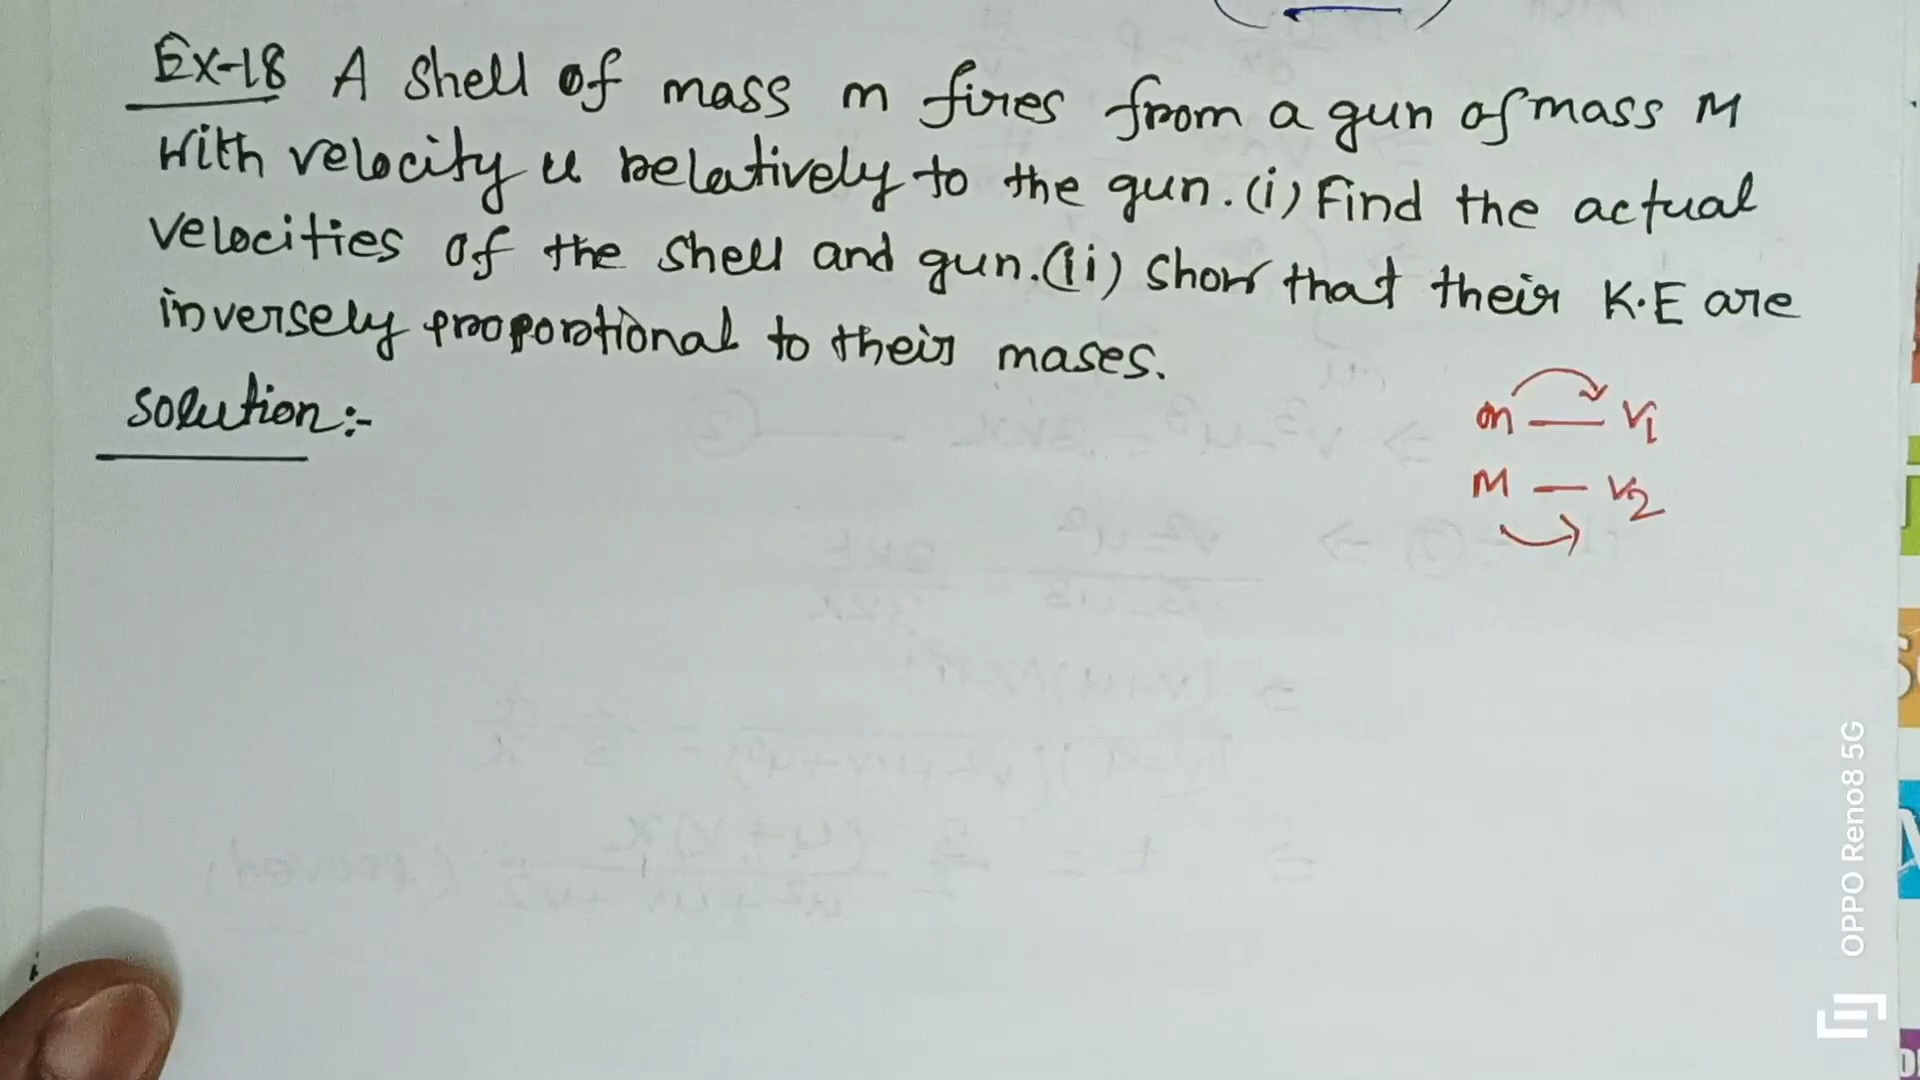 Ex-18 A shell of mass m fires from a gun of mass M
with velocity u relatively to the gun. (i) Find the actual
velocities of the shell and gun. (ii) show that their K.E are
inversely proportional to their mases.
solution:-
m — v₁
M — v₂
OPPO Reno8 5G